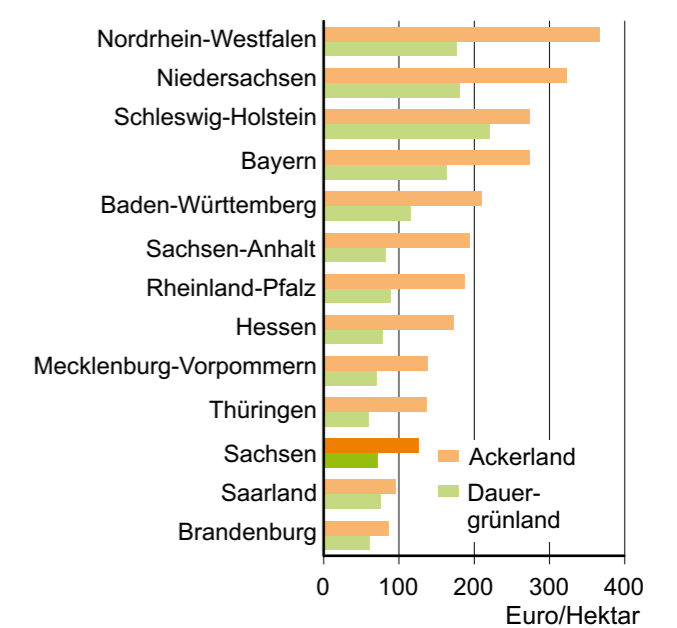 Nordrhein-Westfalen
Niedersachsen
Schleswig-Holstein
Bayern
Baden-Württemberg
Sachsen-Anhalt
Rheinland-Pfalz
Hessen
Mecklenburg-Vorpommern
Thüringen
Sachsen
Saarland
Brandenburg
Ackerland
Dauer-
grünland
0 100 200 300 400
Euro/Hektar